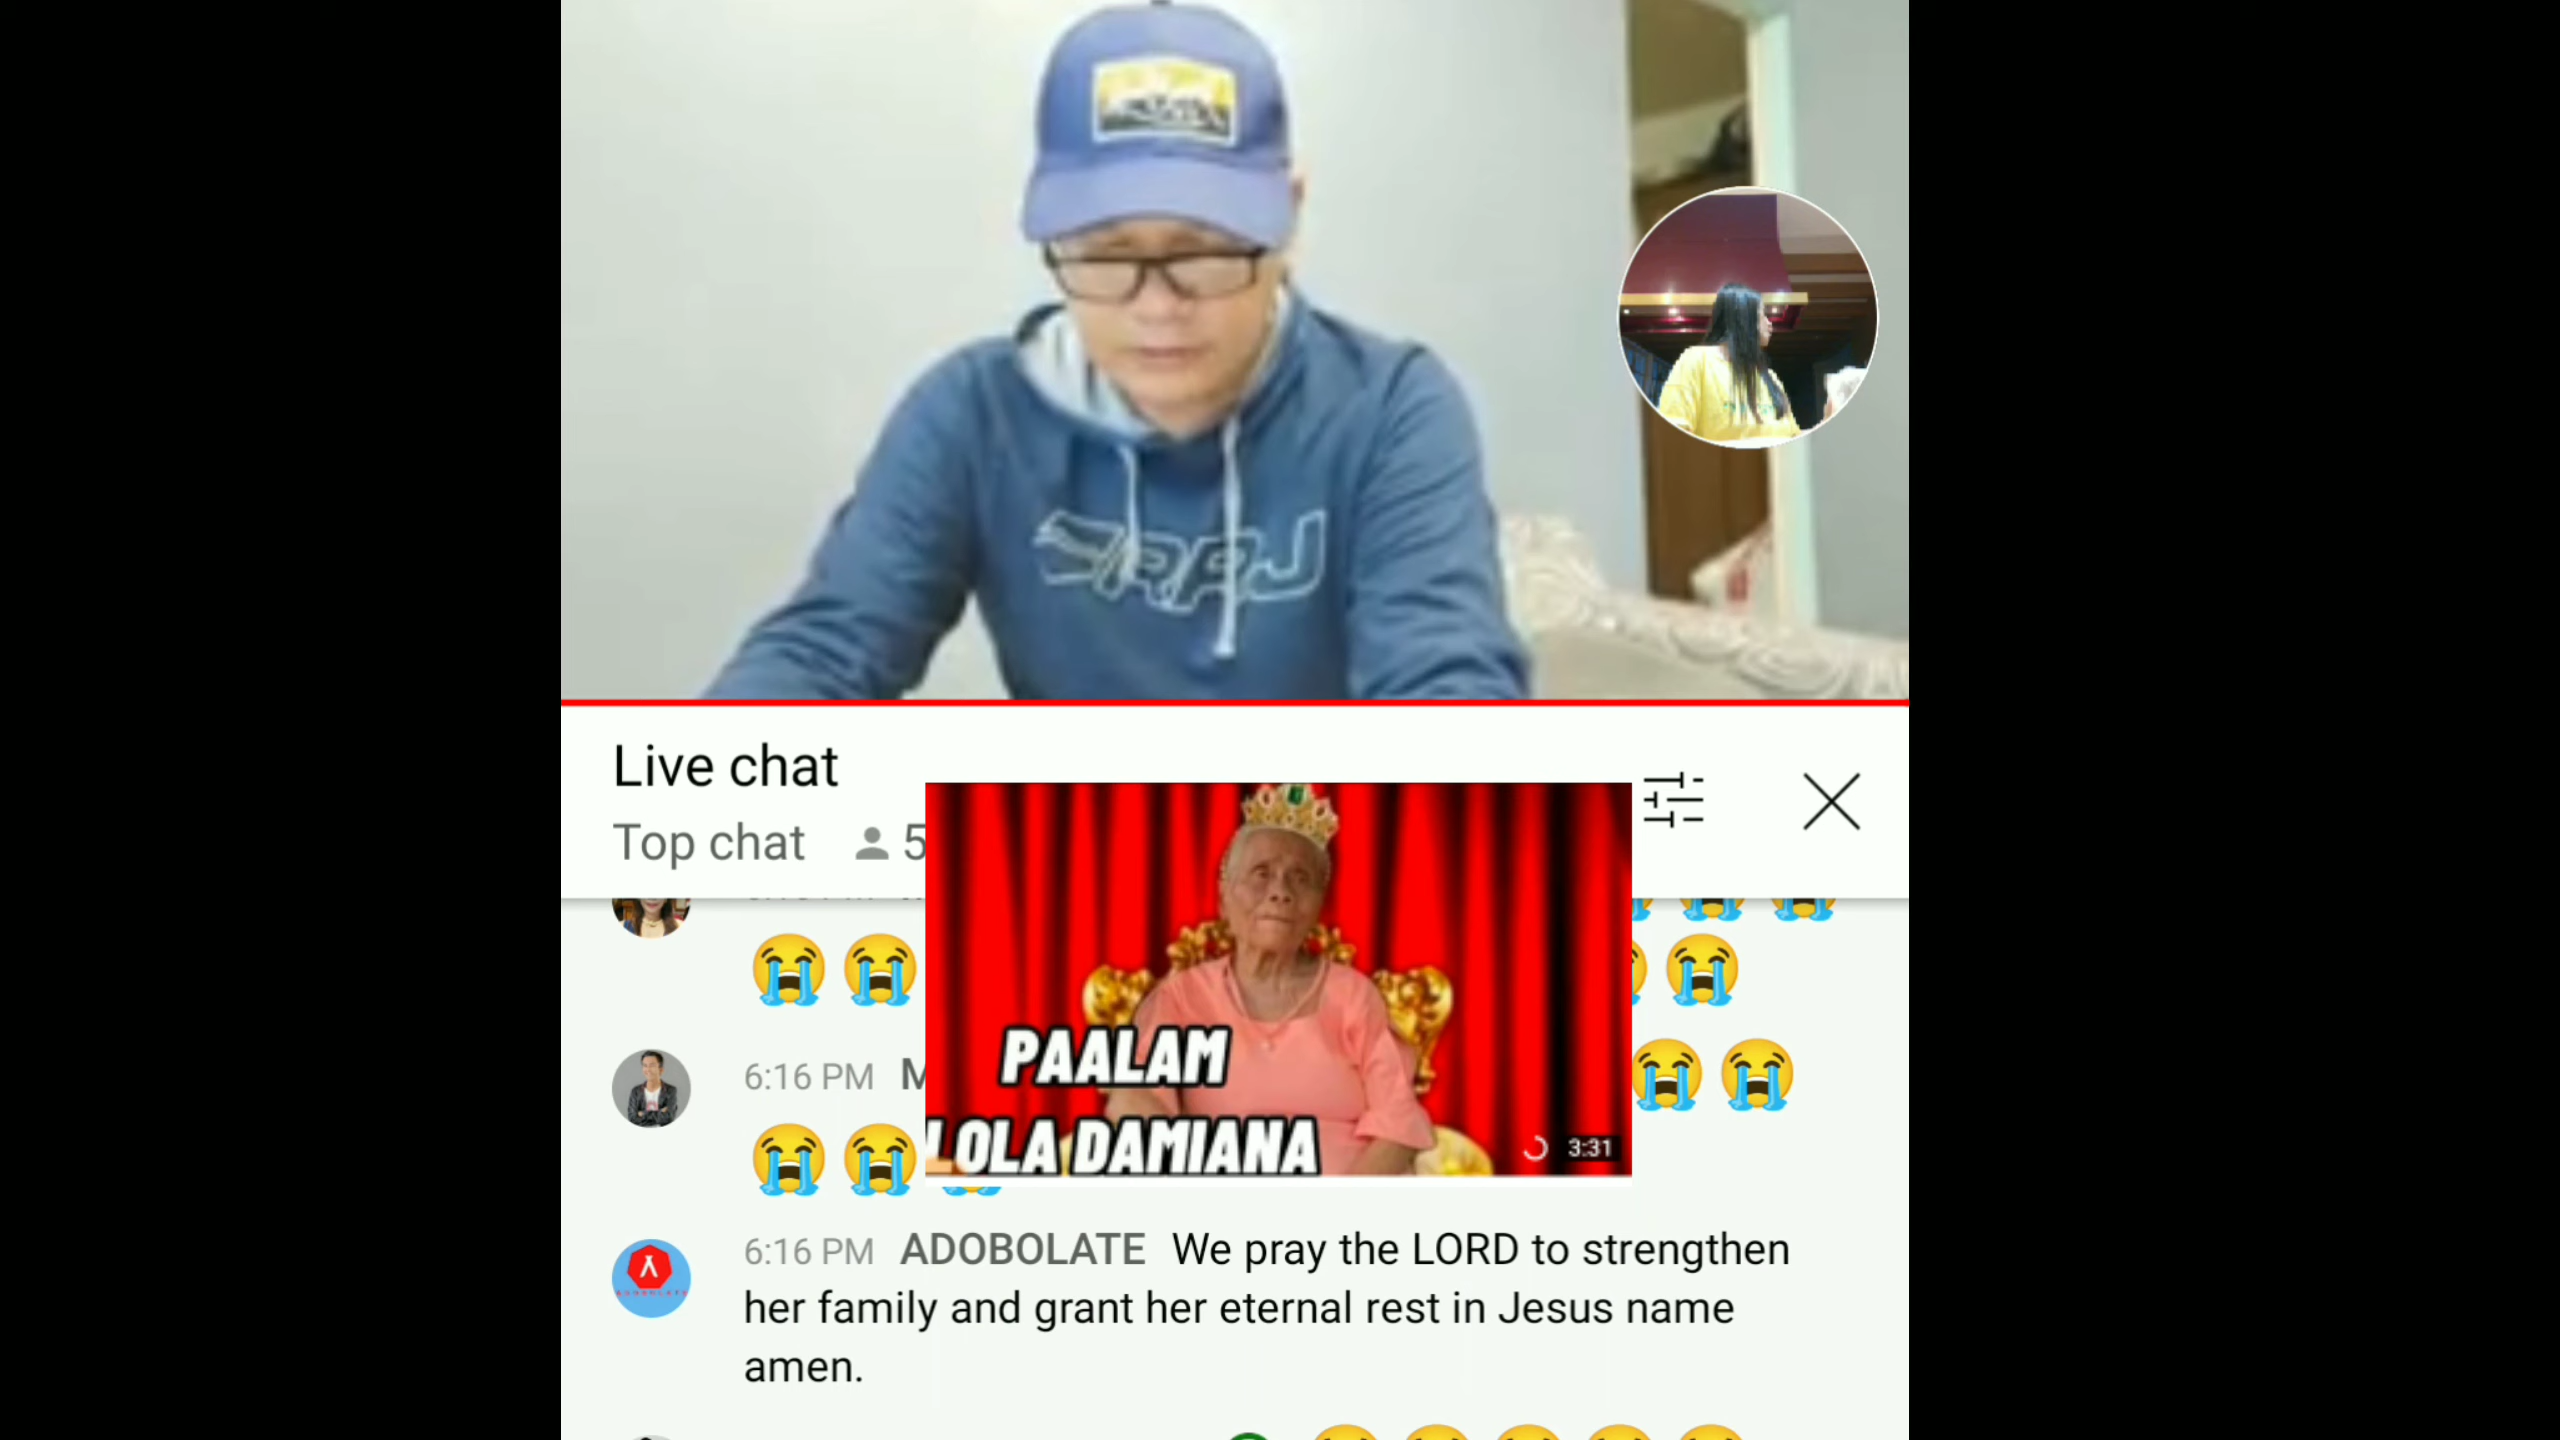 Live chat
Top chat 5
PAALAM
LOLA DAMIANA
3:31
6:16 PM M
6:16 PM ADOBOLATE We pray the LORD to strengthen
her family and grant her eternal rest in Jesus name
amen.